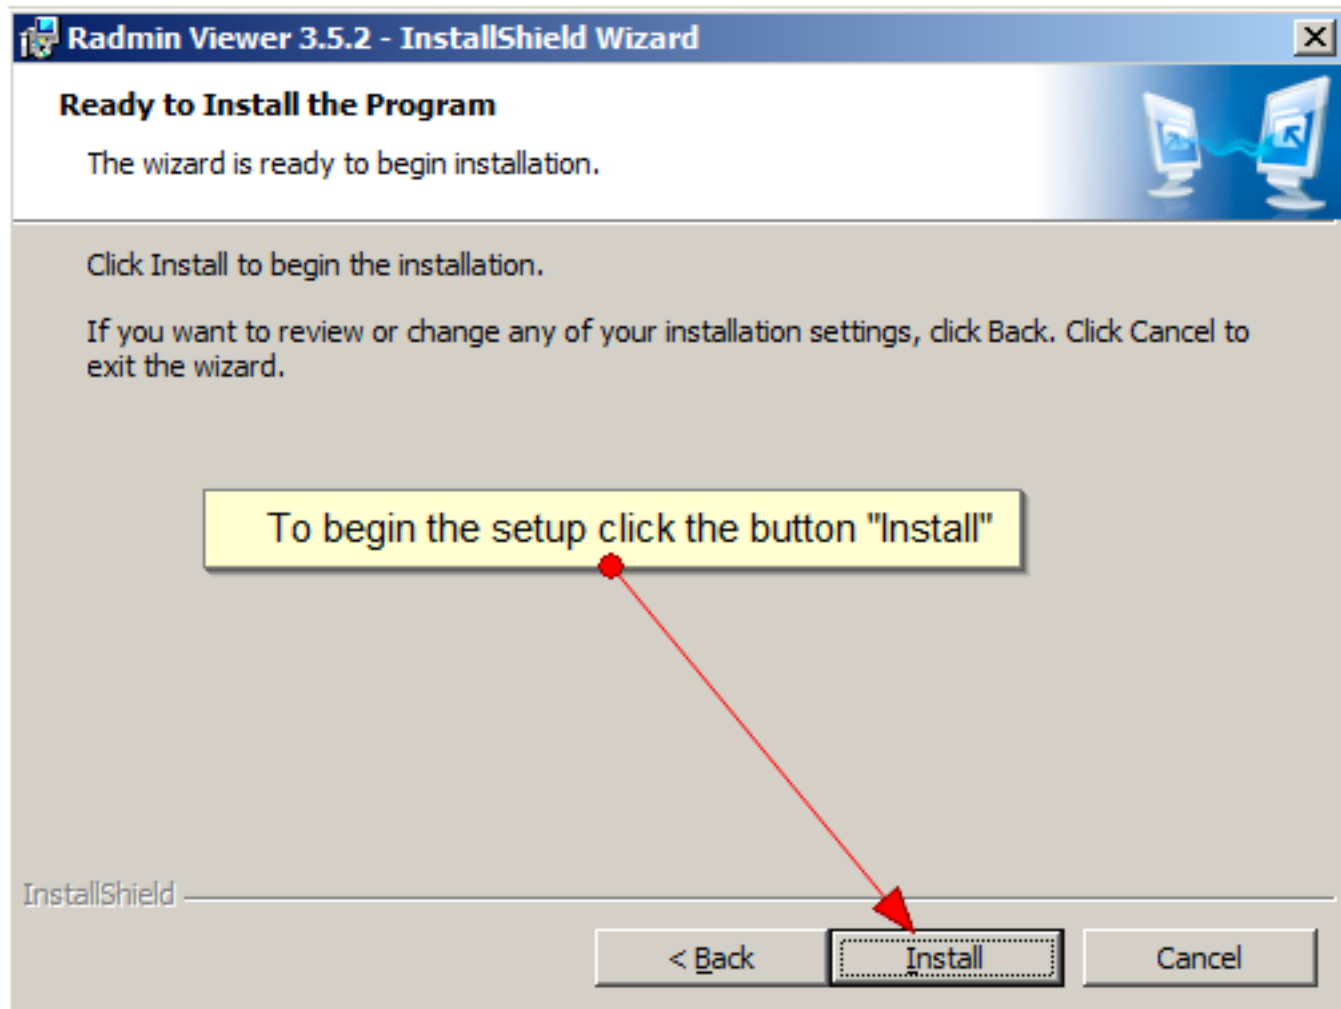 Radmin Viewer 3.5.2 - InstallShield Wizard
Ready to Install the Program
The wizard is ready to begin installation.
Click Install to begin the installation.
If you want to review or change any of your installation settings, click Back. Click Cancel to
exit the wizard.
To begin the setup click the button "Install"
InstallShield
< Back
Install
Cancel